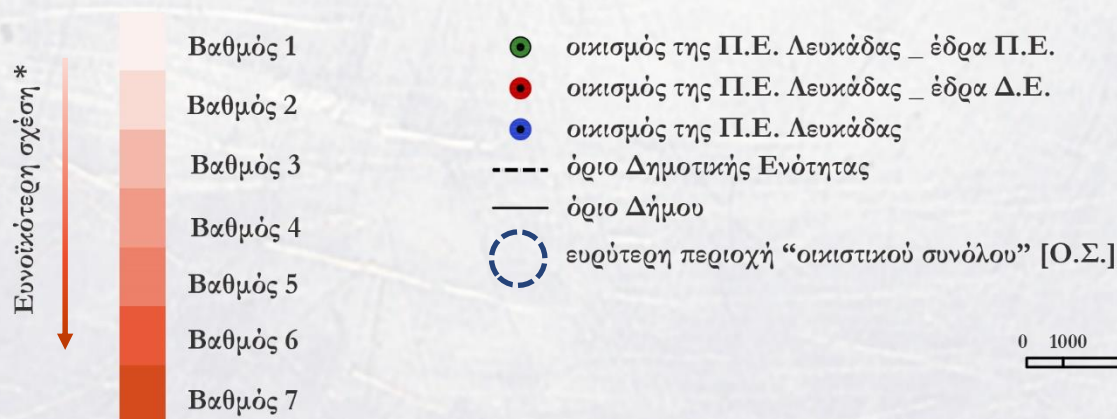 Ευνοϊκότερη σχέση *
Βαθμός 1
Βαθμός 2
Βαθμός 3
Βαθμός 4
Βαθμός 5
Βαθμός 6
Βαθμός 7
οικισμός της Π.Ε. Λευκάδας _ έδρα Π.Ε.
οικισμός της Π.Ε. Λευκάδας _ έδρα Δ.Ε.
οικισμός της Π.Ε. Λευκάδας
όριο Δημοτικής Ενότητας
όριο Δήμου
ευρύτερη περιοχή “οικιστικού συνόλου” [Ο.Σ.]
0 1000